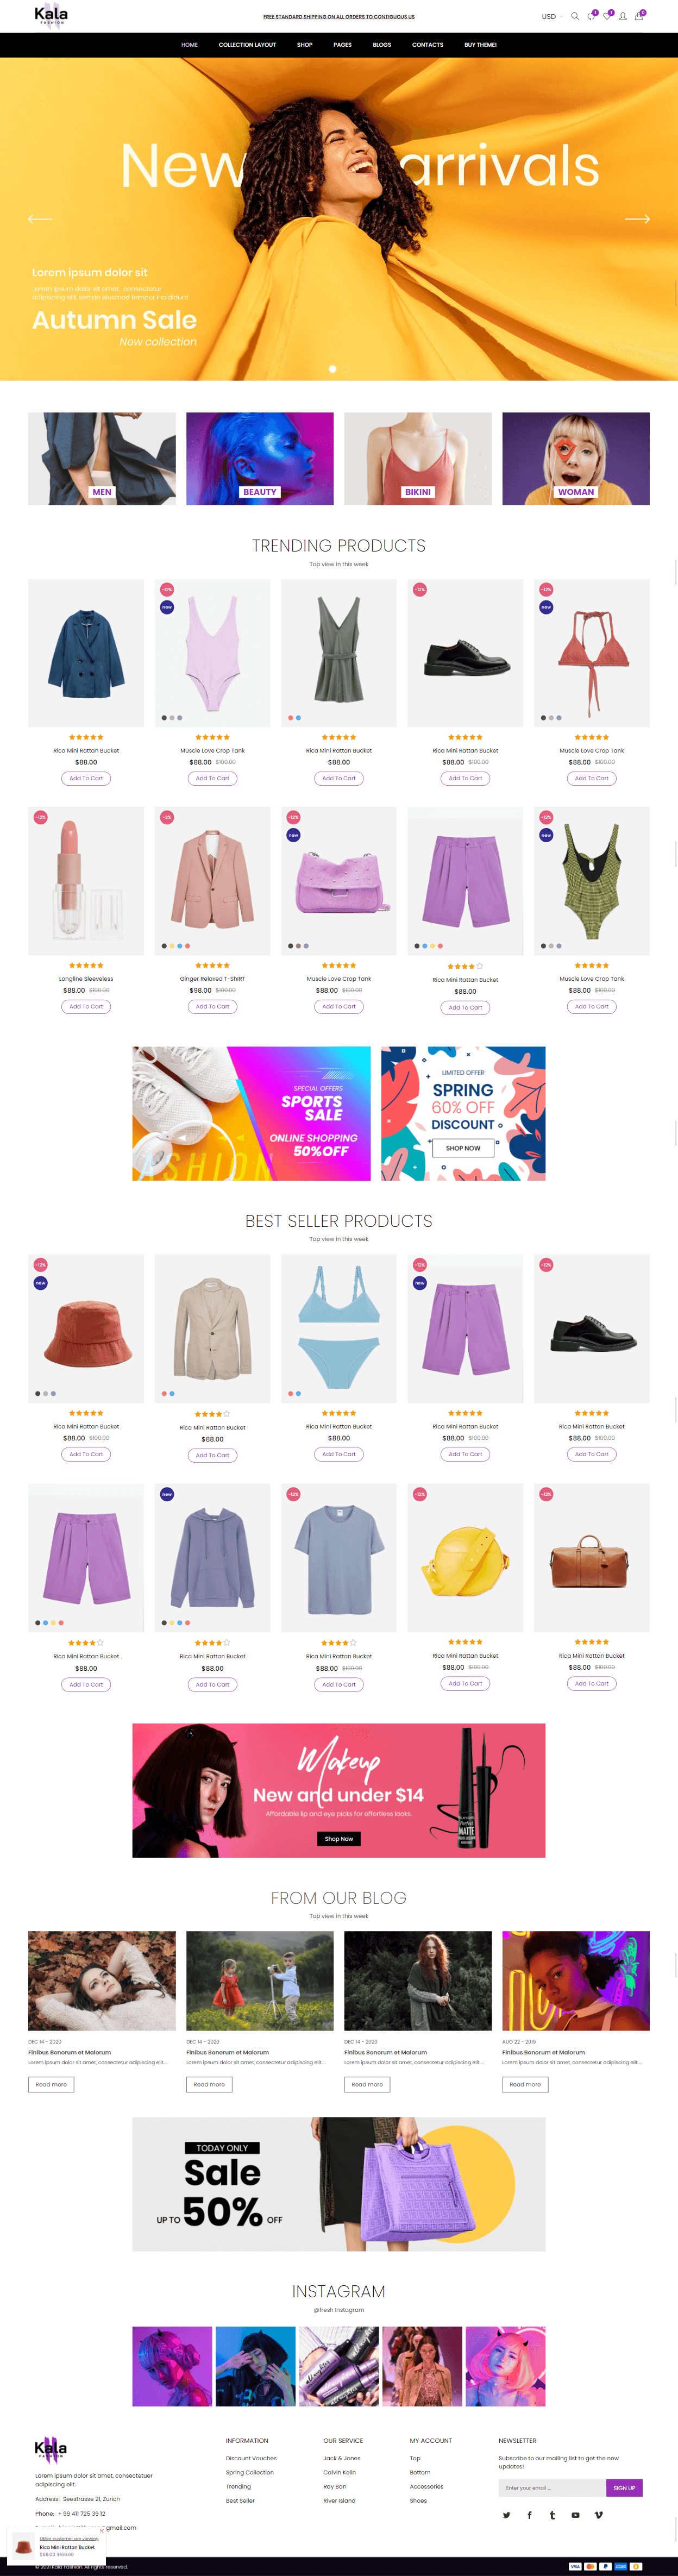 Kala
FASHION
FREE STANDARD SHIPPING ON ALL ORDERS TO CONTIGUOUS US
USD
1
1
0
HOME
COLLECTION LAYOUT
SHOP
PAGES
BLOGS
CONTACTS
BUY THEME!
New
arrivals
Lorem ipsum dolor sit
Lorem ipsum dolor sit amet, consectetur
adipiscing elit, sed do eiusmod tempor incididunt.
Autumn Sale
New collection
MEN
BEAUTY
BIKINI
WOMAN
TRENDING PRODUCTS
Top view in this week
-12%
new
-12%
-12%
new
Rica Mini Rattan Bucket
$88.00
Add To Cart
Muscle Love Crop Tank
$88.00 $100.00
Add To Cart
Rica Mini Rattan Bucket
$88.00
Add To Cart
Rica Mini Rattan Bucket
$88.00 $100.00
Add To Cart
Muscle Love Crop Tank
$88.00 $100.00
Add To Cart
-12%
-2%
-12%
new
-12%
new
Longline Sleeveless
$88.00 $100.00
Add To Cart
Ginger Relaxed T-SHIRT
$98.00 $100.00
Add To Cart
Muscle Love Crop Tank
$88.00 $100.00
Add To Cart
Rica Mini Rattan Bucket
$88.00
Add To Cart
Muscle Love Crop Tank
$88.00 $100.00
Add To Cart
SPECIAL OFFERS
SPORTS
SALE
ONLINE SHOPPING
50%OFF
FASHION
LIMITED OFFER
SPRING
60% OFF
DISCOUNT
SHOP NOW
BEST SELLER PRODUCTS
Top view in this week
-12%
new
-12%
new
-12%
Rica Mini Rattan Bucket
$88.00 $100.00
Add To Cart
Rica Mini Rattan Bucket
$88.00
Add To Cart
Rica Mini Rattan Bucket
$88.00
Add To Cart
Rica Mini Rattan Bucket
$88.00 $100.00
Add To Cart
Rica Mini Rattan Bucket
$88.00 $100.00
Add To Cart
new
-12%
-12%
-12%
Rica Mini Rattan Bucket
$88.00
Add To Cart
Rica Mini Rattan Bucket
$88.00
Add To Cart
Rica Mini Rattan Bucket
$88.00 $100.00
Add To Cart
Rica Mini Rattan Bucket
$88.00 $100.00
Add To Cart
Rica Mini Rattan Bucket
$88.00 $100.00
Add To Cart
Makeup
New and under $14
Affordable lip and eye picks for effortless looks.
Shop Now
MATTE
FROM OUR BLOG
Top view in this week
DEC 14 - 2020
Finibus Bonorum et Malorum
Lorem ipsum dolor sit amet, consectetur adipiscing elit,...
Read more
DEC 14 - 2020
Finibus Bonorum et Malorum
Lorem ipsum dolor sit amet, consectetur adipiscing elit,...
Read more
DEC 14 - 2020
Finibus Bonorum et Malorum
Lorem ipsum dolor sit amet, consectetur adipiscing elit,...
Read more
AUG 22 - 2019
Finibus Bonorum et Malorum
Lorem ipsum dolor sit amet, consectetur adipiscing elit,...
Read more
TODAY ONLY
Sale
UP TO 50% OFF
INSTAGRAM
@fresh instagram
Kala
FASHION
Lorem ipsum dolor sit amet, consectetuer
adipiscing elit.
Address: Seestrasse 21, Zurich
Phone: + 99 411 725 39 12
gmail.com
INFORMATION
Discount Vouches
Spring Collection
Trending
Best Seller
OUR SERVICE
Jack & Jones
Calvin Kelin
Ray Ban
River Island
MY ACCOUNT
Top
Bottom
Accessories
Shoes
NEWSLETTER
Subscribe to our mailing list to get the new
updates!
Enter your email ...
SIGN UP
Other customer are viewing
Rica Mini Rattan Bucket
$88.00 $100.00
© 2021 Kala Fashion. All rights reserved.
VISA